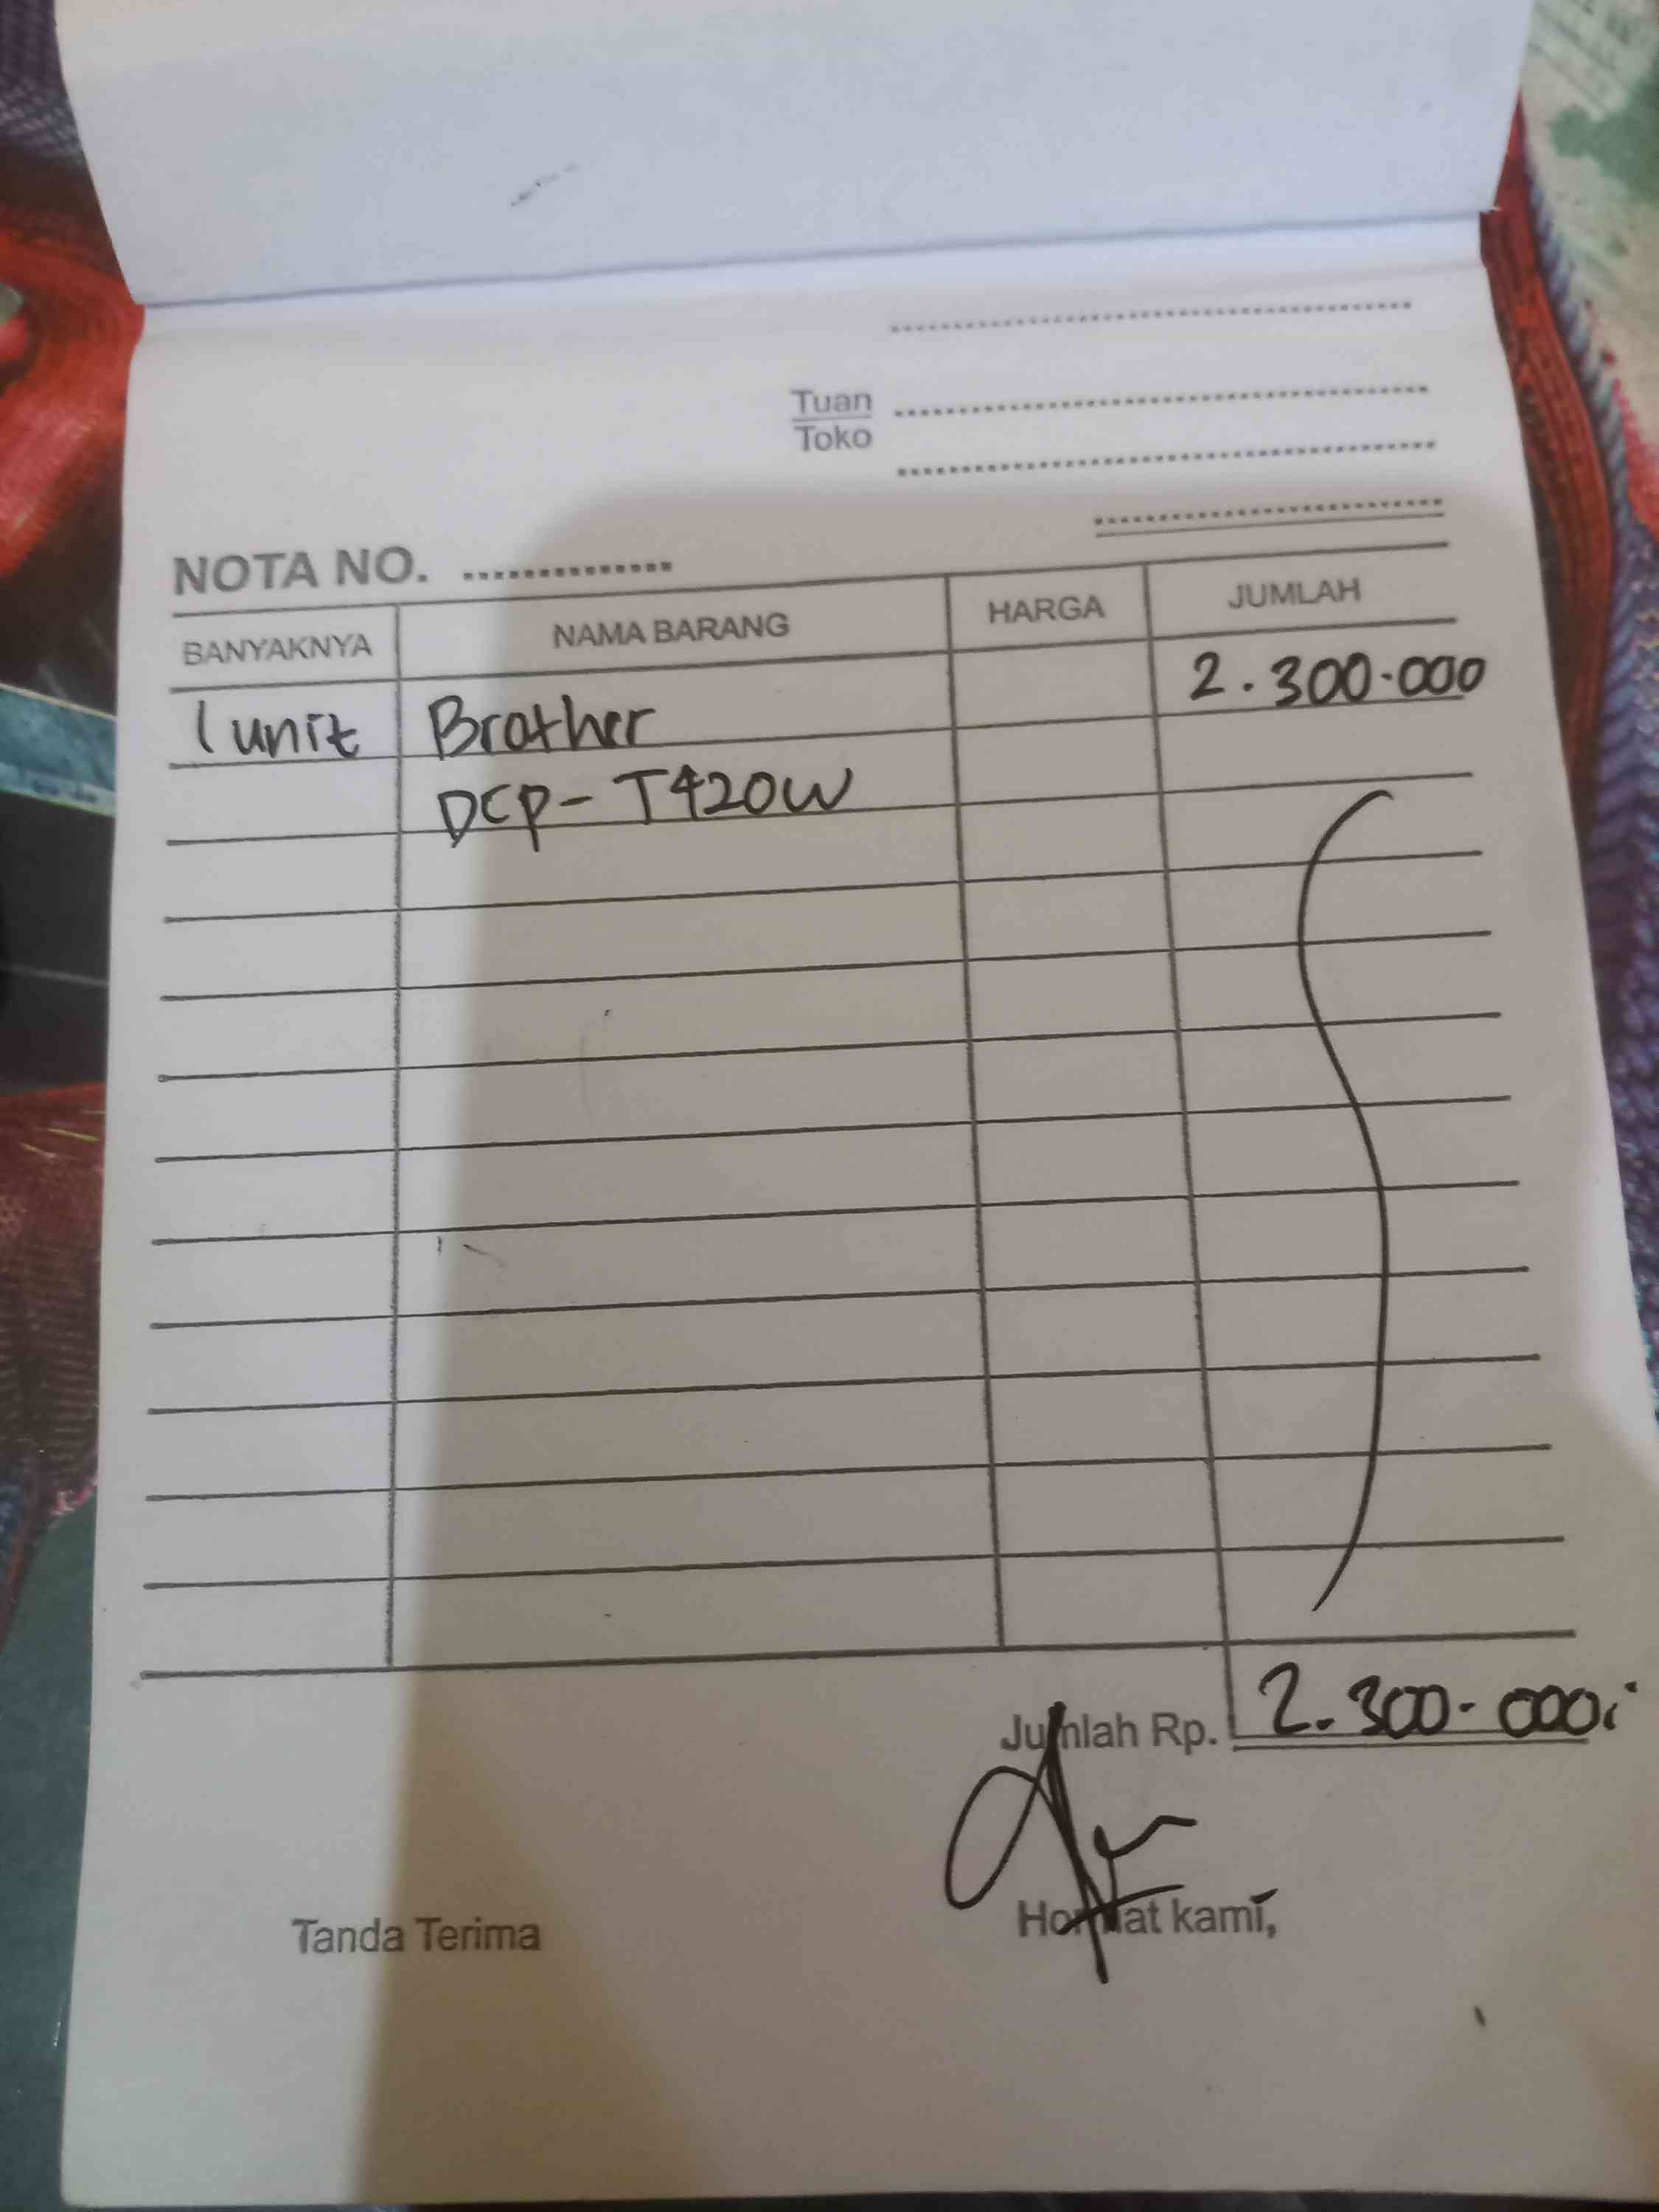 Tuan
Toko
NOTA NO. ...............
BANYAKNYA NAMA BARANG HARGA JUMLAH
1 unit Brother 2.300.000
DCP-T420W
Jumlah Rp. 2.300.000
Tanda Terima Hormat kami,